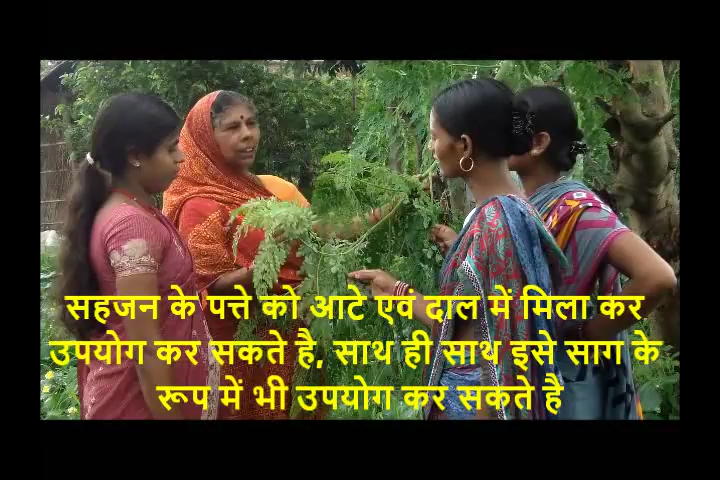 सहजन के पत्ते को आटे एवं दाल में मिला कर
उपयोग कर सकते है, साथ ही साथ इसे साग के
रूप में भी उपयोग कर सकते है